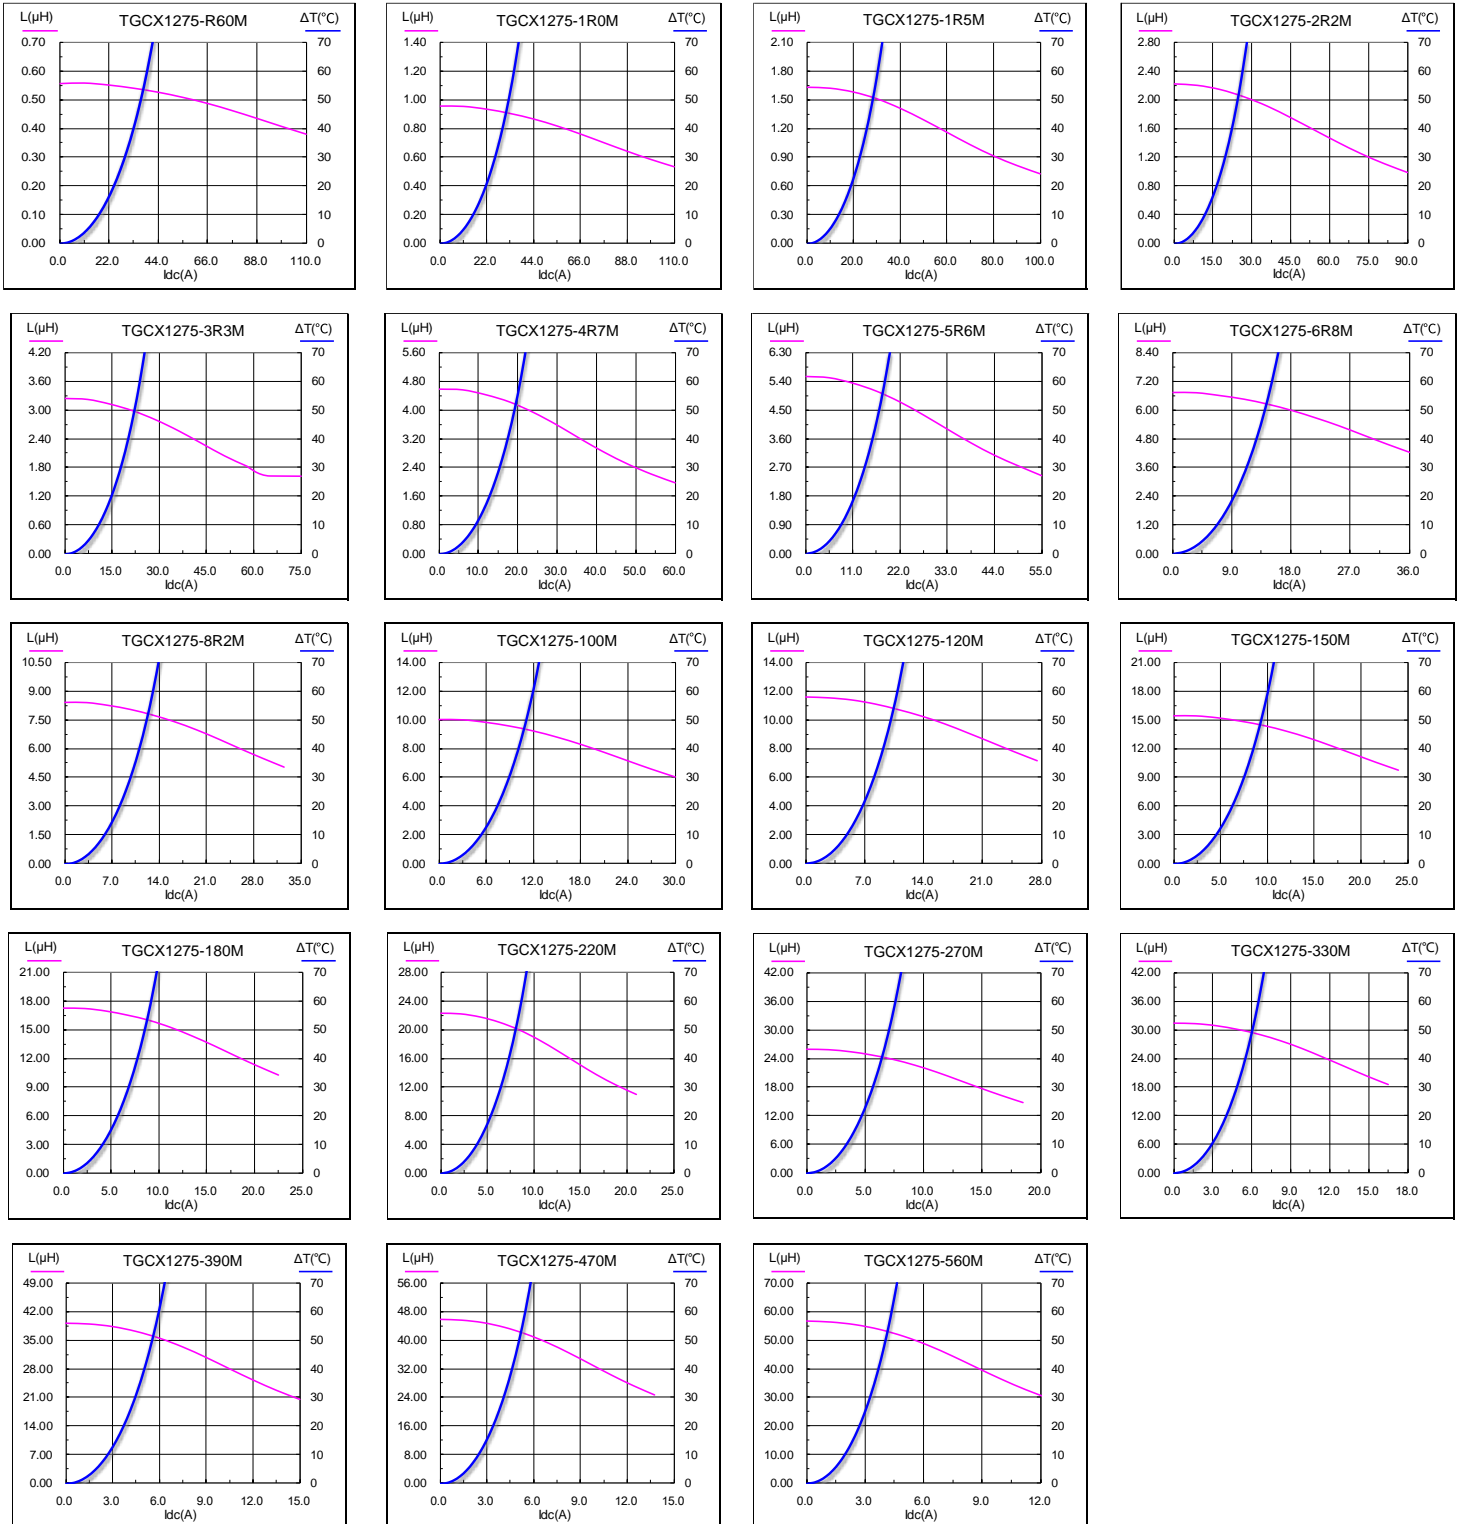 L(μH) TGCX1275-R60M ΔT(℃)
0.70 70
0.60 60
0.50 50
0.40 40
0.30 30
0.20 20
0.10 10
0.00 0
0.0 22.0 44.0 66.0 88.0 110.0
Idc(A)
L(μH) TGCX1275-1R0M ΔT(℃)
1.40 70
1.20 60
1.00 50
0.80 40
0.60 30
0.40 20
0.20 10
0.00 0
0.0 22.0 44.0 66.0 88.0 110.0
Idc(A)
L(μH) TGCX1275-1R5M ΔT(℃)
2.10 70
1.80 60
1.50 50
1.20 40
0.90 30
0.60 20
0.30 10
0.00 0
0.0 20.0 40.0 60.0 80.0 100.0
Idc(A)
L(μH) TGCX1275-2R2M ΔT(℃)
2.80 70
2.40 60
2.00 50
1.60 40
1.20 30
0.80 20
0.40 10
0.00 0
0.0 15.0 30.0 45.0 60.0 75.0 90.0
Idc(A)
L(μH) TGCX1275-3R3M ΔT(℃)
4.20 70
3.60 60
3.00 50
2.40 40
1.80 30
1.20 20
0.60 10
0.00 0
0.0 15.0 30.0 45.0 60.0 75.0
Idc(A)
L(μH) TGCX1275-4R7M ΔT(℃)
5.60 70
4.80 60
4.00 50
3.20 40
2.40 30
1.60 20
0.80 10
0.00 0
0.0 10.0 20.0 30.0 40.0 50.0 60.0
Idc(A)
L(μH) TGCX1275-5R6M ΔT(℃)
6.30 70
5.40 60
4.50 50
3.60 40
2.70 30
1.80 20
0.90 10
0.00 0
0.0 11.0 22.0 33.0 44.0 55.0
Idc(A)
L(μH) TGCX1275-6R8M ΔT(℃)
8.40 70
7.20 60
6.00 50
4.80 40
3.60 30
2.40 20
1.20 10
0.00 0
0.0 9.0 18.0 27.0 36.0
Idc(A)
L(μH) TGCX1275-8R2M ΔT(℃)
10.50 70
9.00 60
7.50 50
6.00 40
4.50 30
3.00 20
1.50 10
0.00 0
0.0 7.0 14.0 21.0 28.0 35.0
Idc(A)
L(μH) TGCX1275-100M ΔT(℃)
14.00 70
12.00 60
10.00 50
8.00 40
6.00 30
4.00 20
2.00 10
0.00 0
0.0 6.0 12.0 18.0 24.0 30.0
Idc(A)
L(μH) TGCX1275-120M ΔT(℃)
14.00 70
12.00 60
10.00 50
8.00 40
6.00 30
4.00 20
2.00 10
0.00 0
0.0 7.0 14.0 21.0 28.0
Idc(A)
L(μH) TGCX1275-150M ΔT(℃)
21.00 70
18.00 60
15.00 50
12.00 40
9.00 30
6.00 20
3.00 10
0.00 0
0.0 5.0 10.0 15.0 20.0 25.0
Idc(A)
L(μH) TGCX1275-180M ΔT(℃)
21.00 70
18.00 60
15.00 50
12.00 40
9.00 30
6.00 20
3.00 10
0.00 0
0.0 5.0 10.0 15.0 20.0 25.0
Idc(A)
L(μH) TGCX1275-220M ΔT(℃)
28.00 70
24.00 60
20.00 50
16.00 40
12.00 30
8.00 20
4.00 10
0.00 0
0.0 5.0 10.0 15.0 20.0 25.0
Idc(A)
L(μH) TGCX1275-270M ΔT(℃)
42.00 70
36.00 60
30.00 50
24.00 40
18.00 30
12.00 20
6.00 10
0.00 0
0.0 5.0 10.0 15.0 20.0
Idc(A)
L(μH) TGCX1275-330M ΔT(℃)
42.00 70
36.00 60
30.00 50
24.00 40
18.00 30
12.00 20
6.00 10
0.00 0
0.0 3.0 6.0 9.0 12.0 15.0 18.0
Idc(A)
L(μH) TGCX1275-390M ΔT(℃)
49.00 70
42.00 60
35.00 50
28.00 40
21.00 30
14.00 20
7.00 10
0.00 0
0.0 3.0 6.0 9.0 12.0 15.0
Idc(A)
L(μH) TGCX1275-470M ΔT(℃)
56.00 70
48.00 60
40.00 50
32.00 40
24.00 30
16.00 20
8.00 10
0.00 0
0.0 3.0 6.0 9.0 12.0 15.0
Idc(A)
L(μH) TGCX1275-560M ΔT(℃)
70.00 70
60.00 60
50.00 50
40.00 40
30.00 30
20.00 20
10.00 10
0.00 0
0.0 3.0 6.0 9.0 12.0
Idc(A)